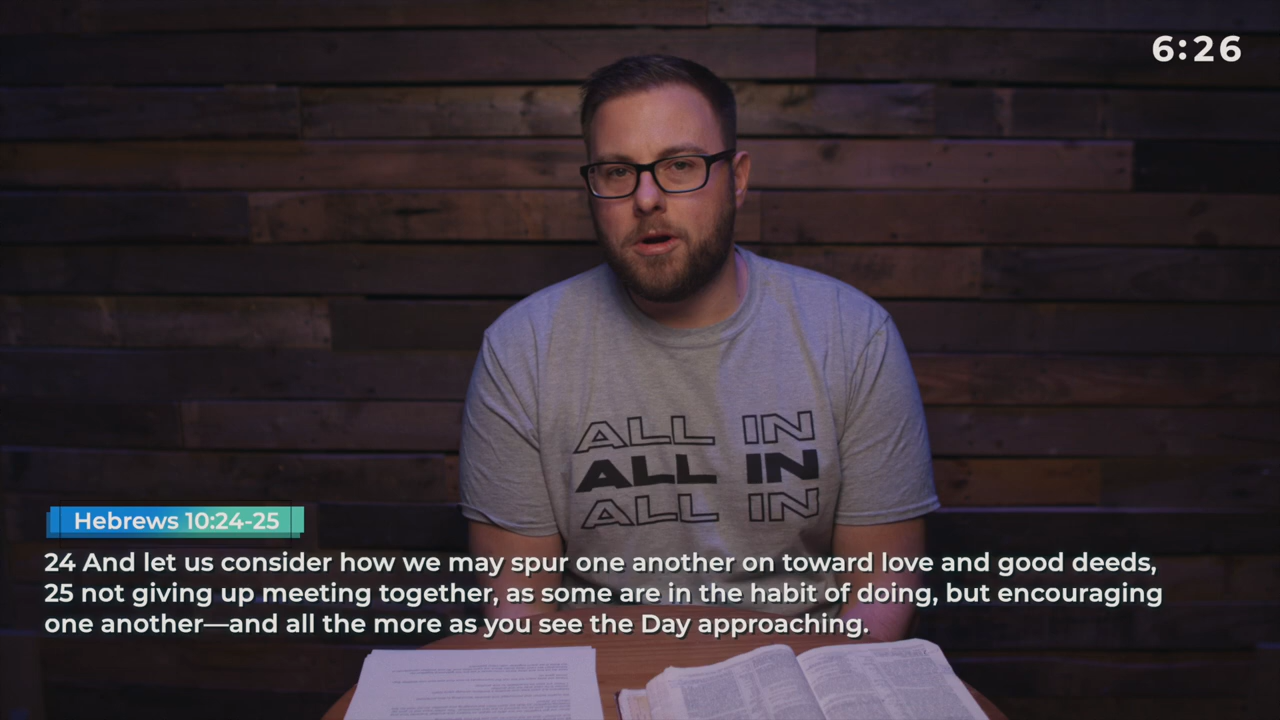 6:26
ALL IN
ALL IN
ALL IN
Hebrews 10:24-25
24 And let us consider how we may spur one another on toward love and good deeds,
25 not giving up meeting together, as some are in the habit of doing, but encouraging
one another—and all the more as you see the Day approaching.